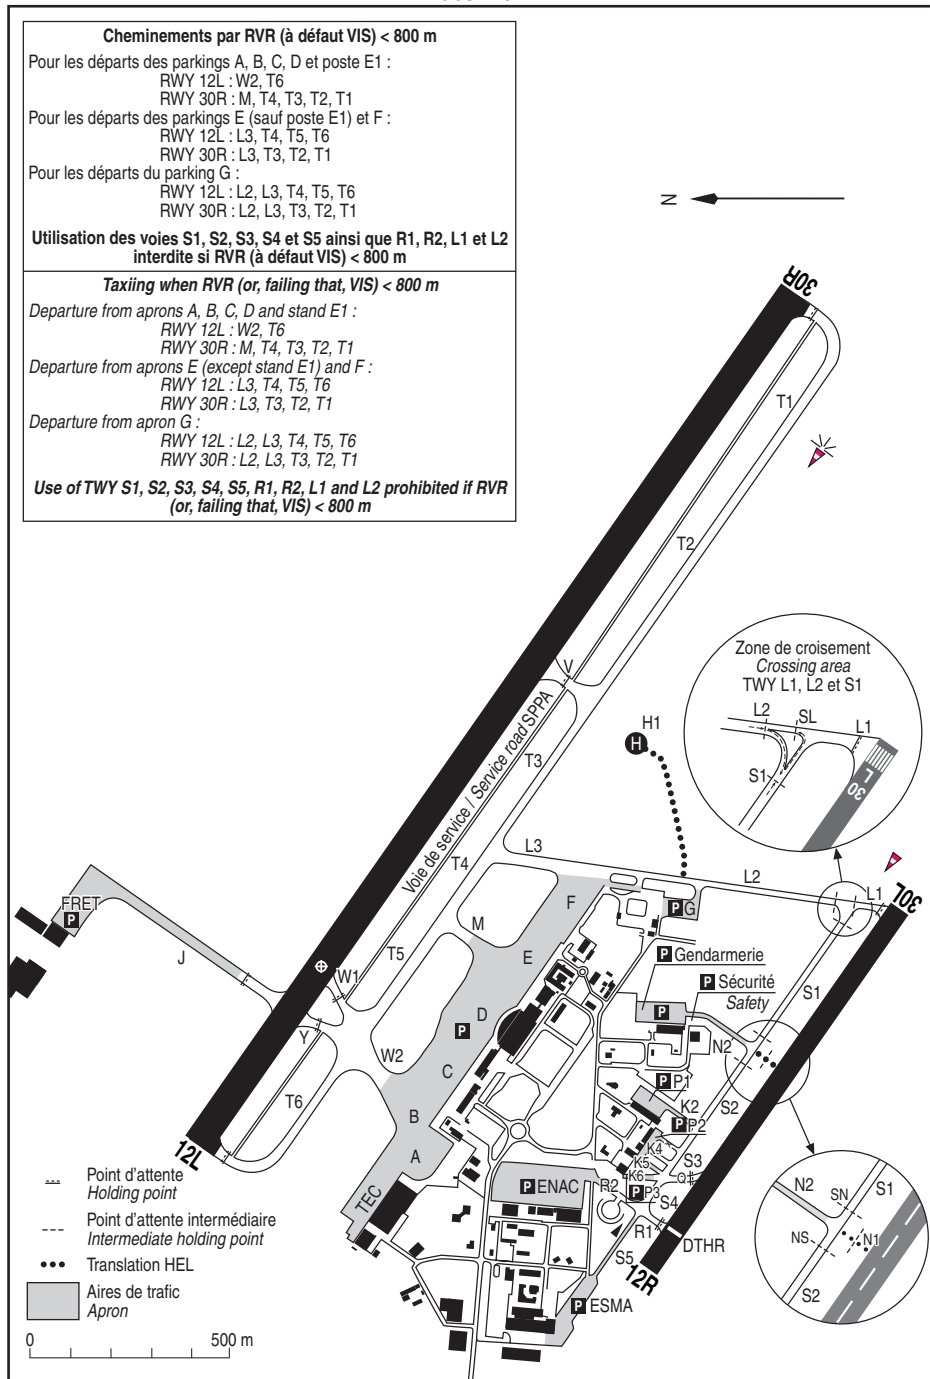 Cheminements par RVR (à défaut VIS) < 800 m
Pour les départs des parkings A, B, C, D et poste E1 :
RWY 12L : W2, T6
RWY 30R : M, T4, T3, T2, T1
Pour les départs des parkings E (sauf poste E1) et F :
RWY 12L : L3, T4, T5, T6
RWY 30R : L3, T3, T2, T1
Pour les départs du parking G :
RWY 12L : L2, L3, T4, T5, T6
RWY 30R : L2, L3, T3, T2, T1
Utilisation des voies S1, S2, S3, S4 et S5 ainsi que R1, R2, L1 et L2
interdite si RVR (à défaut VIS) < 800 m
Taxiing when RVR (or, failing that, VIS) < 800 m
Departure from aprons A, B, C, D and stand E1 :
RWY 12L : W2, T6
RWY 30R : M, T4, T3, T2, T1
Departure from aprons E (except stand E1) and F :
RWY 12L : L3, T4, T5, T6
RWY 30R : L3, T3, T2, T1
Departure from apron G :
RWY 12L : L2, L3, T4, T5, T6
RWY 30R : L2, L3, T3, T2, T1
Use of TWY S1, S2, S3, S4, S5, R1, R2, L1 and L2 prohibited if RVR
(or, failing that, VIS) < 800 m
N
30R
T1
T2
V
Voie de service / Service road SPPA
T3
H1
H
Zone de croisement
Crossing area
TWY L1, L2 et S1
L2
SL
L1
S1
30
L
T4
L3
L2
L1
30L
FRET
P
J
W1
T5
M
F
E
D
P
C
B
A
W2
Y
T6
12L
TEC
P G
P Gendarmerie
P Sécurité
Safety
P
N2
S1
S2
P P1
K2
P P2
K4
K5
K6
S3
Q
P P3
S4
R2
R1
DTHR
S5
12R
P ENAC
P ESMA
N2
SN
S1
NS
N1
S2
Point d'attente
Holding point
Point d'attente intermédiaire
Intermediate holding point
Translation HEL
Aires de trafic
Apron
0
500 m